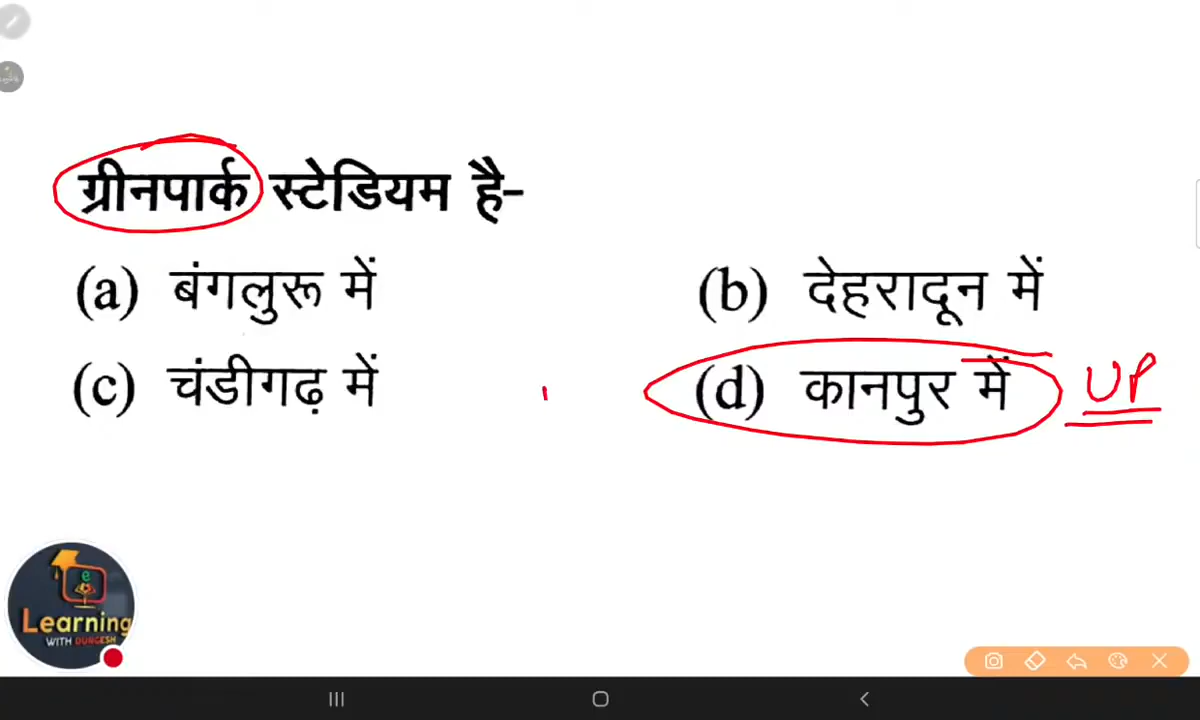 ग्रीनपार्क स्टेडियम है-
(a) बंगलुरू में
(b) देहरादून में
(c) चंडीगढ़ में
(d) कानपुर में UP
e
Learning
WITH DURGESH